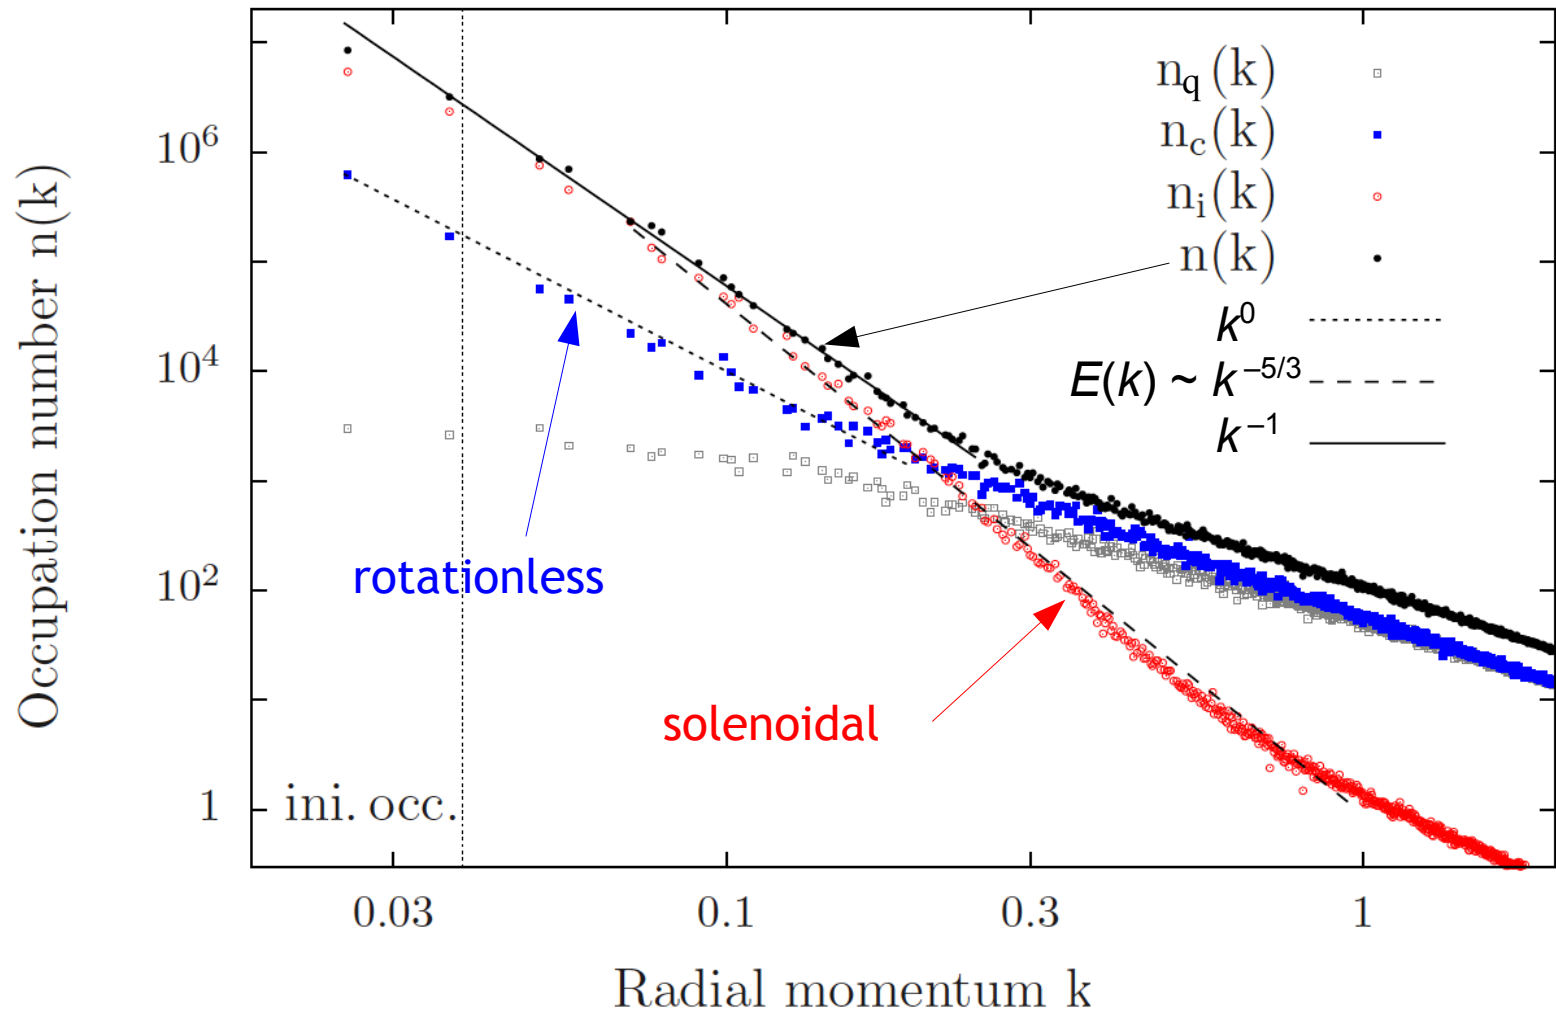 n_q (k)
n_c(k)
n_i(k)
n(k)
k^0
E(k) ~ k^−5/3
k^−1
10^6
10^4
10^2
1
Occupation number n(k)
rotationless
solenoidal
ini. occ.
0.03 0.1 0.3 1
Radial momentum k